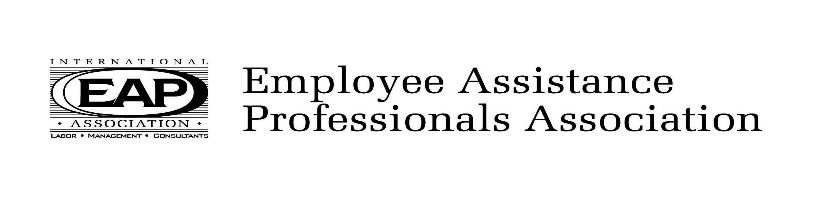 INTERNATIONAL
EAP
• ASSOCIATION •
LABOR • MANAGEMENT • CONSULTANTS
Employee Assistance
Professionals Association